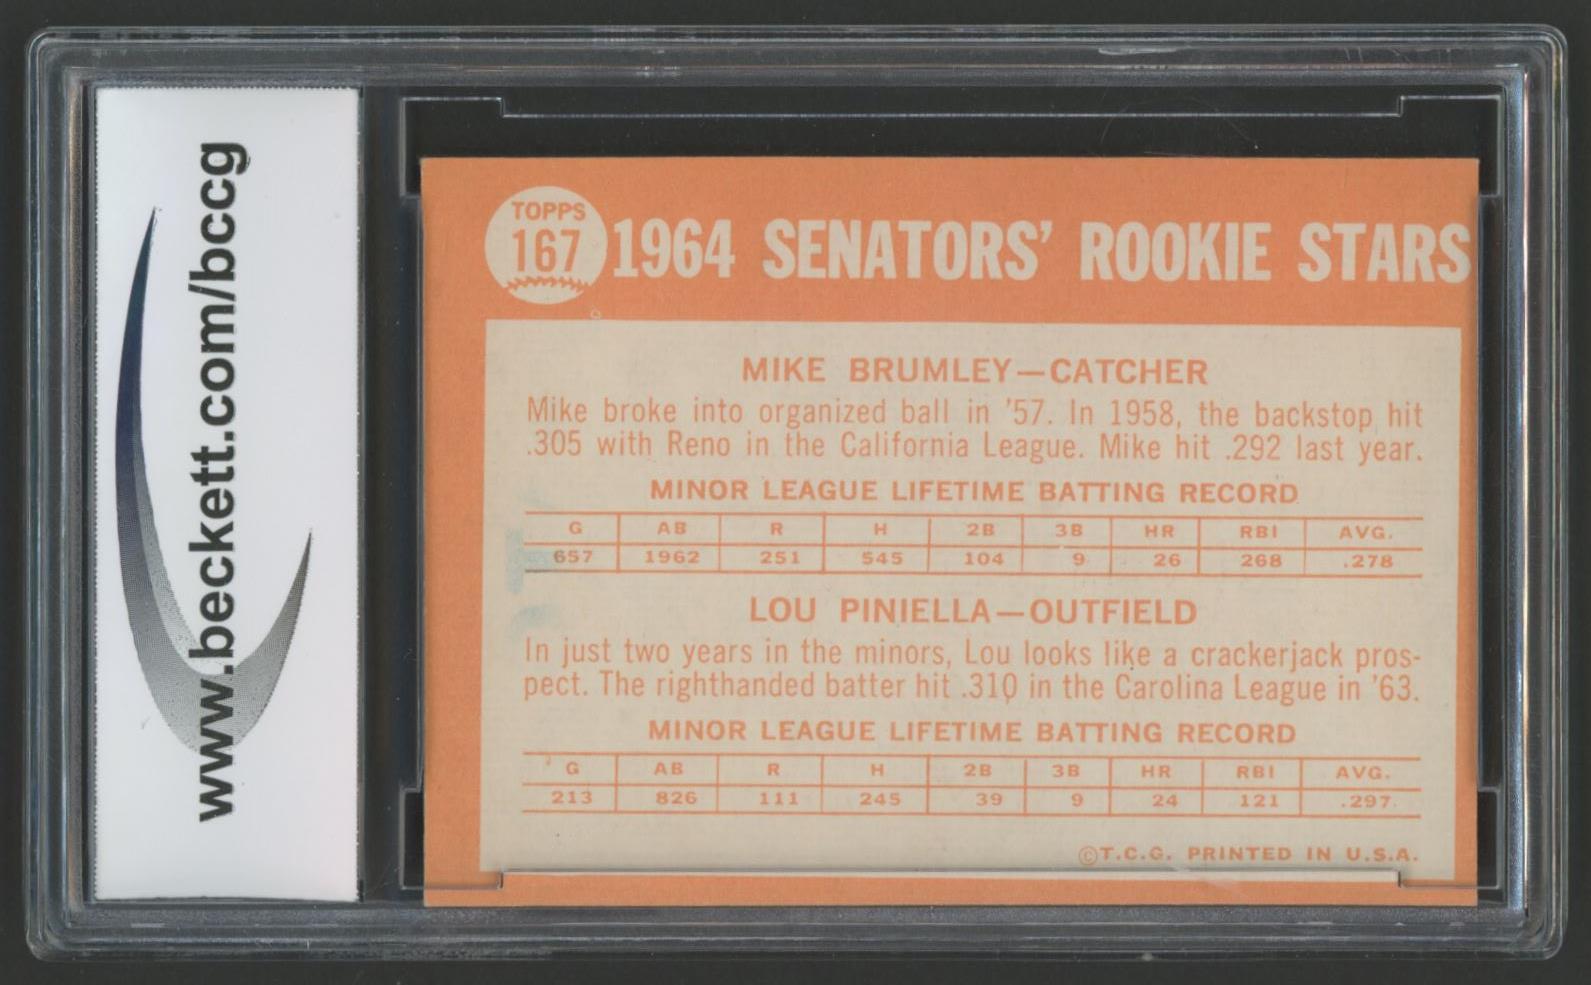 www.beckett.com/bccg
TOPPS
167
1964 SENATORS' ROOKIE STARS
MIKE BRUMLEY—CATCHER
Mike broke into organized ball in '57. In 1958, the backstop hit
.305 with Reno in the California League. Mike hit .292 last year.
MINOR LEAGUE LIFETIME BATTING RECORD
G AB R H 2B 3B HR RBI AVG.
657 1962 251 545 104 9 26 268 .278
LOU PINIELLA—OUTFIELD
In just two years in the minors, Lou looks like a crackerjack pros-
pect. The righthanded batter hit .310 in the Carolina League in '63.
MINOR LEAGUE LIFETIME BATTING RECORD
G AB R H 2B 3B HR RBI AVG.
213 826 111 245 39 9 24 121 .297
©T.C.G. PRINTED IN U.S.A.